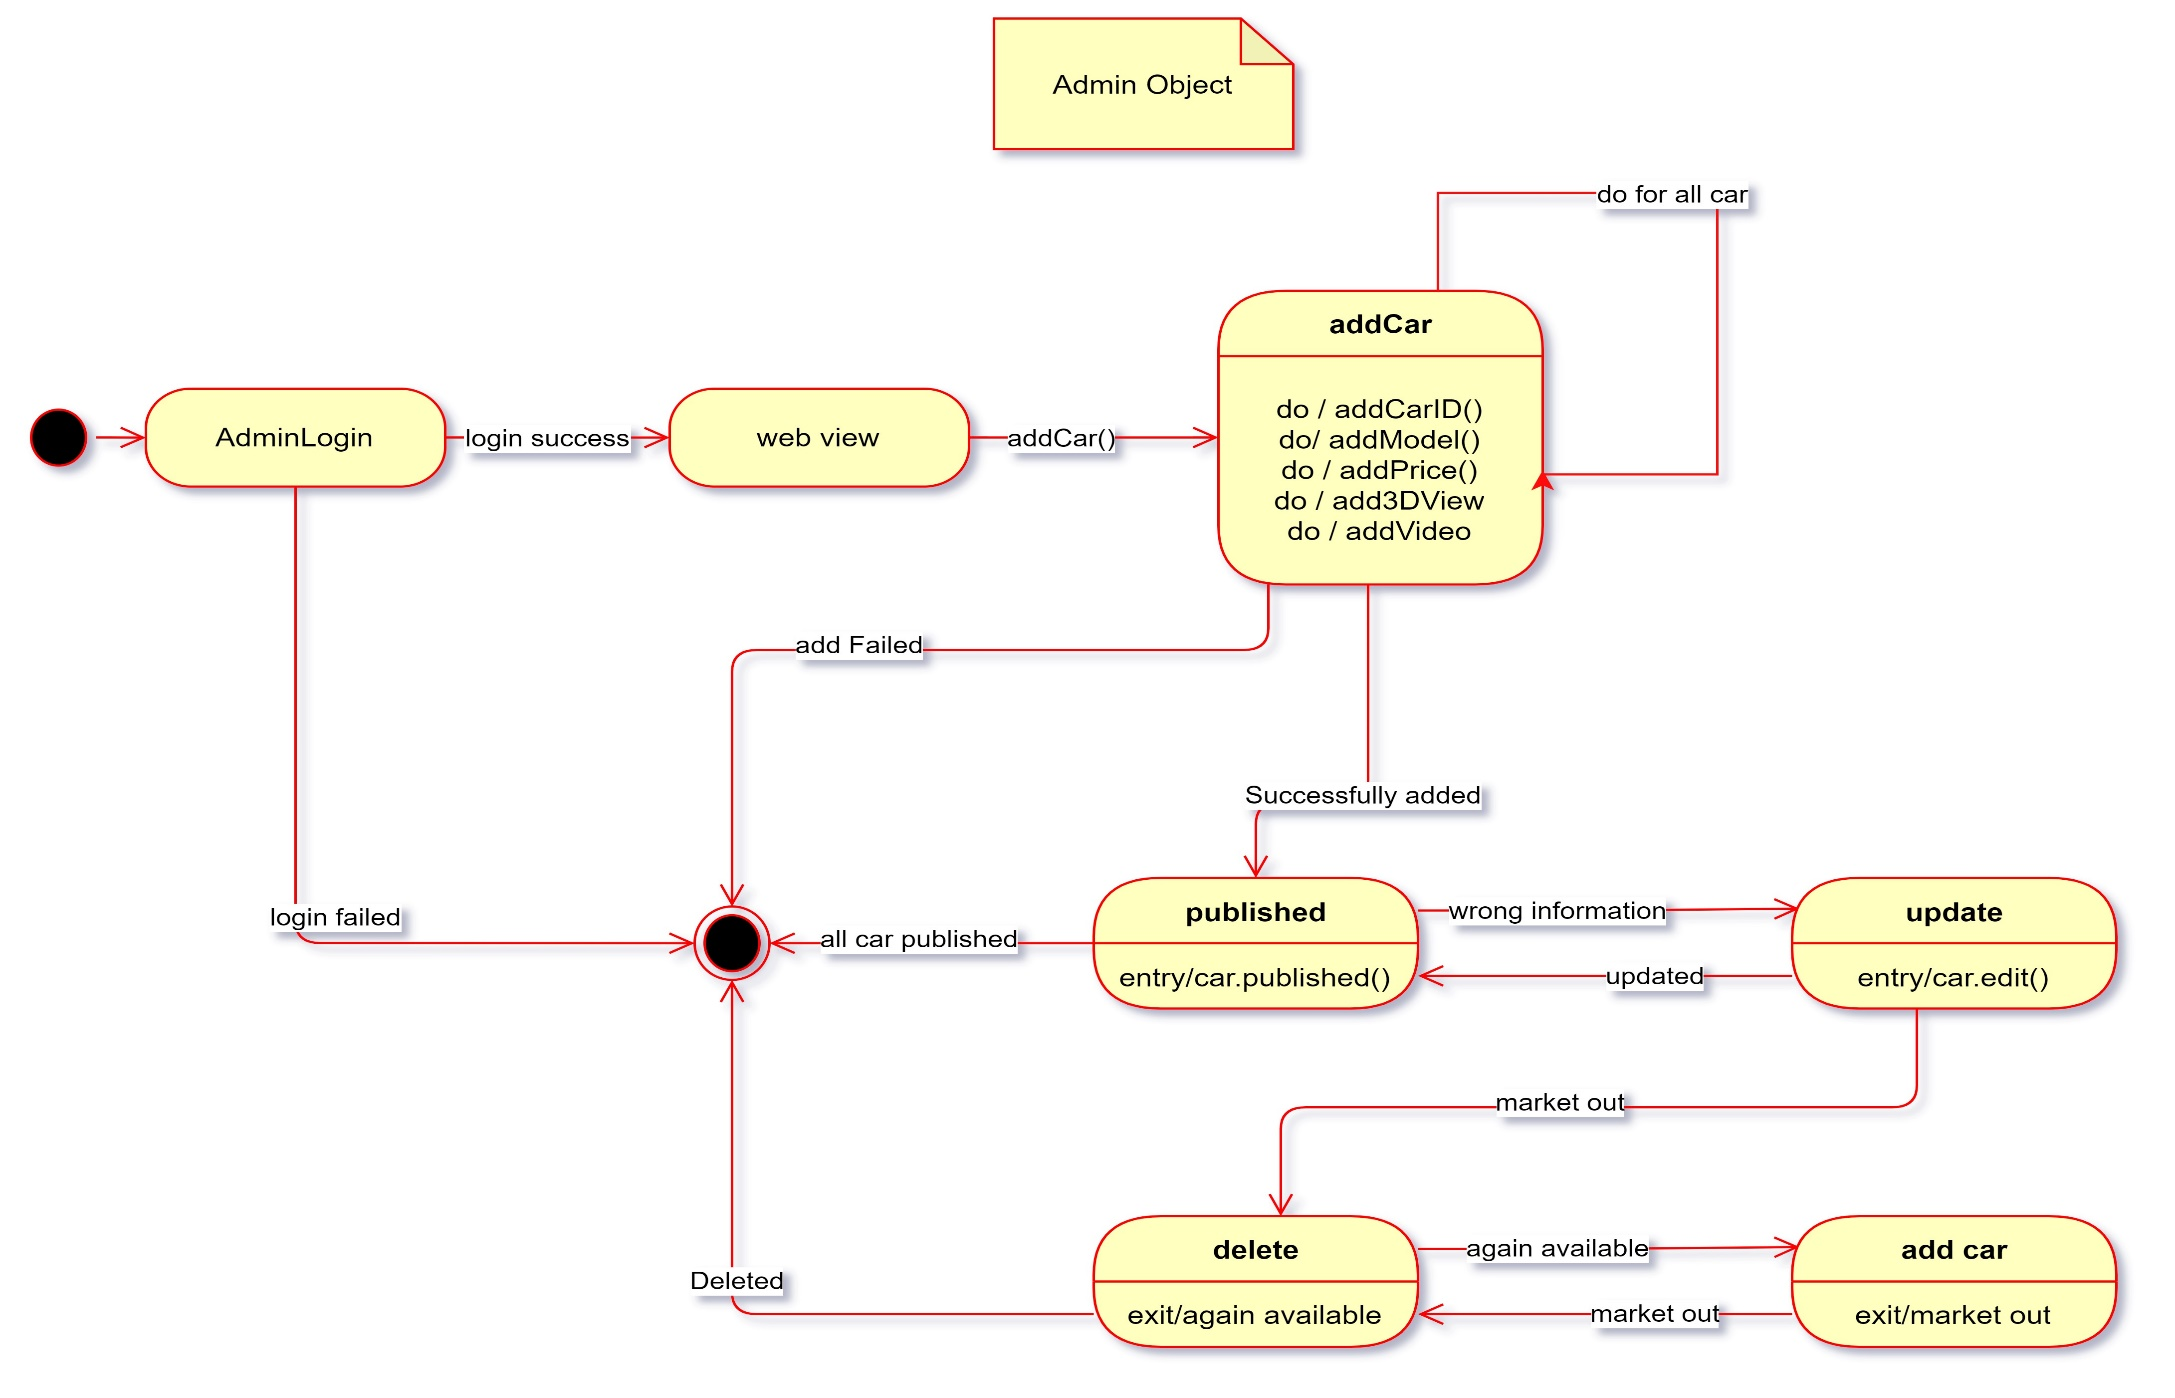 Admin Object
do for all car
addCar
do / addCarID()
do/ addModel()
do / addPrice()
do / add3DView
do / addVideo
AdminLogin
login success
web view
addCar()
add Failed
Successfully added
login failed
all car published
published
entry/car.published()
wrong information
updated
update
entry/car.edit()
market out
Deleted
delete
exit/again available
again available
market out
add car
exit/market out